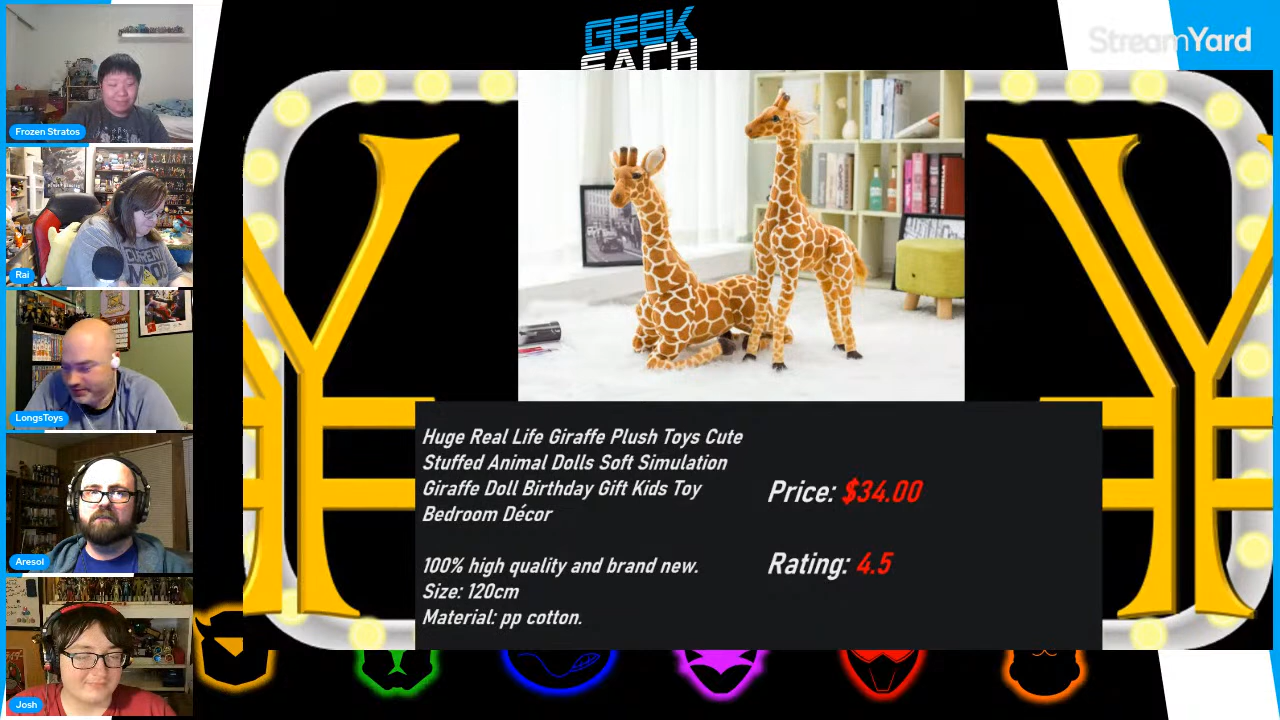 GEEK
EACH
StreamYard
Frozen Stratos
Rai
LongsToys
Aresol
Josh
Huge Real Life Giraffe Plush Toys Cute
Stuffed Animal Dolls Soft Simulation
Giraffe Doll Birthday Gift Kids Toy
Bedroom Décor
100% high quality and brand new.
Size: 120cm
Material: pp cotton.
Price: $34.00
Rating: 4.5